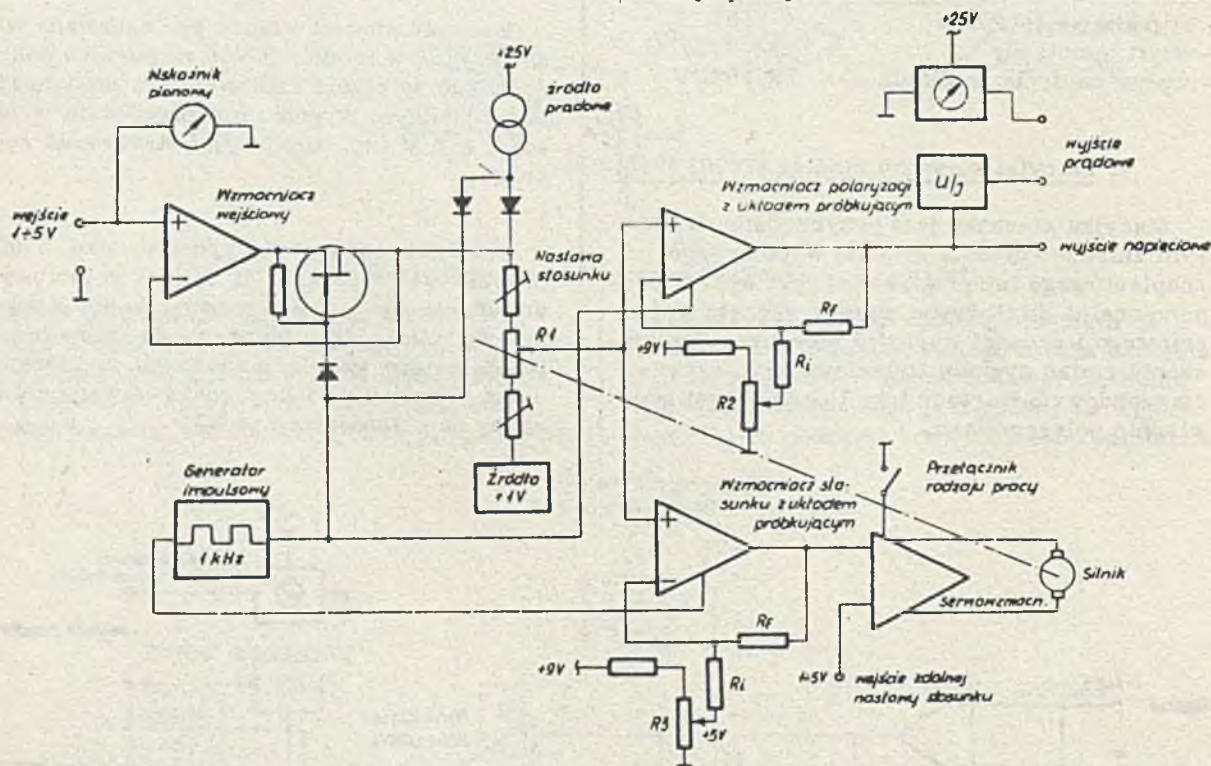 +25V
+25V
Wskaźnik
pionowy
źródło
prądowe
wyjście
prądowe
Wzmacniacz
wejściowy
Wzmacniacz polaryzacji
z układem próbkującym
U/J
wejście
1÷5V
+
−
Nastawa
stosunku
+
−
wyjście napięciowe
R1
Rf
+9V
Ri
R2
Generator
impulsowy
1 kHz
Źródło
+1V
Wzmacniacz sto-
sunku z układem
próbkującym
Przełącznik
rodzaju pracy
+
−
Silnik
Serwowzmacn.
Rf
+9V
Ri
R3
+5V
wejście zdalnej
nastawy stosunku